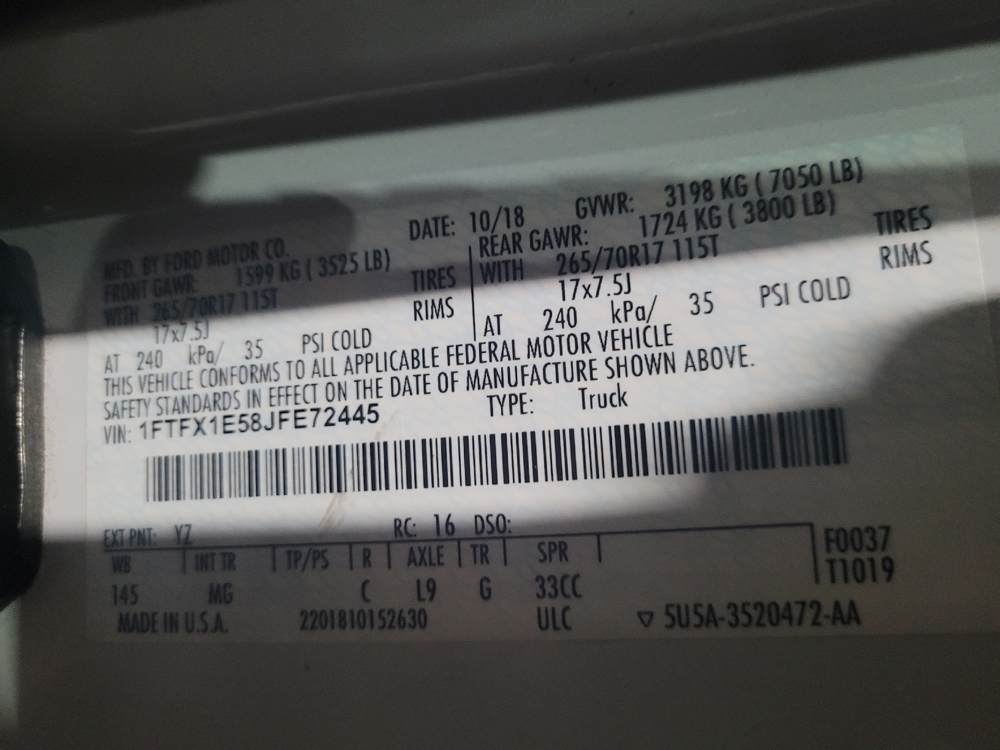 MFD. BY FORD MOTOR CO.
DATE: 10/18 GVWR: 3198 KG ( 7050 LB)
FRONT GAWR: 1599 KG ( 3525 LB)
WITH 265/70R17 115T TIRES
17x7.5J RIMS
AT 240 kPa/ 35 PSI COLD
REAR GAWR: 1724 KG ( 3800 LB)
WITH 265/70R17 115T TIRES
17x7.5J RIMS
AT 240 kPa/ 35 PSI COLD
THIS VEHICLE CONFORMS TO ALL APPLICABLE FEDERAL MOTOR VEHICLE
SAFETY STANDARDS IN EFFECT ON THE DATE OF MANUFACTURE SHOWN ABOVE.
VIN: 1FTFX1E58JFE72445 TYPE: Truck
EXT PNT: YZ RC: 16 DSO:
WB INT TR TP/PS R AXLE TR SPR F0037
145 MG C L9 G 33CC T1019
MADE IN U.S.A. 2201810152630 ULC ▽ 5U5A-3520472-AA